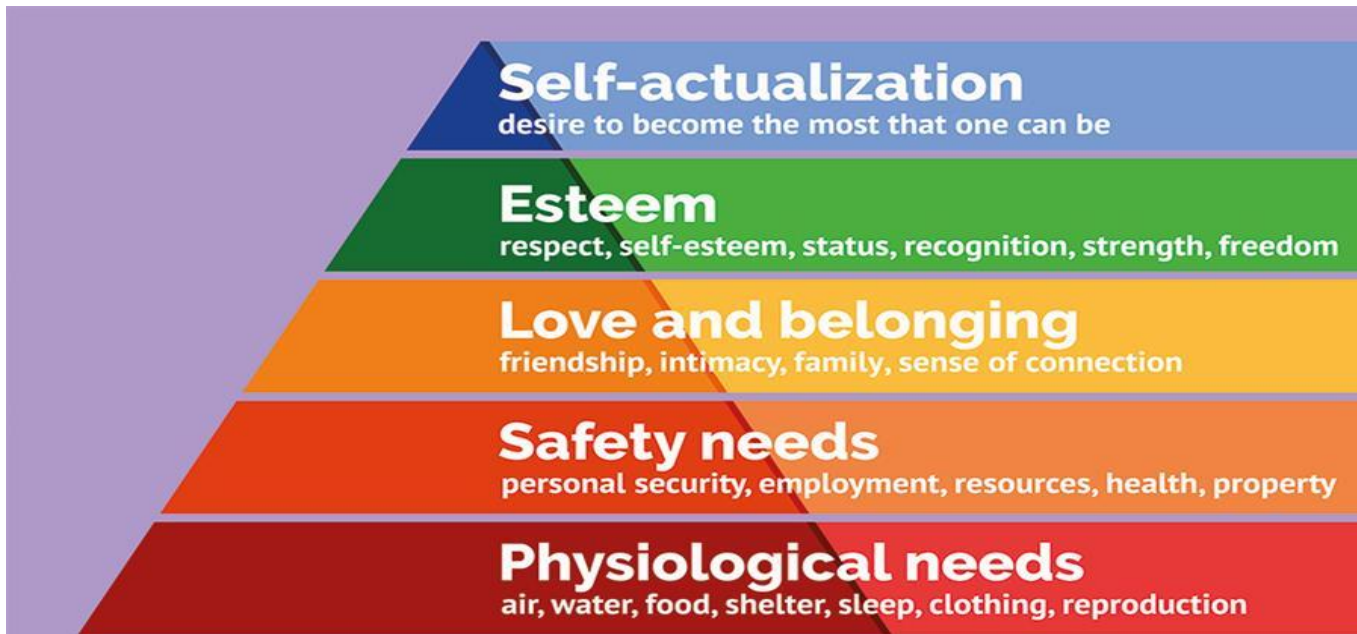 Self-actualization
desire to become the most that one can be
Esteem
respect, self-esteem, status, recognition, strength, freedom
Love and belonging
friendship, intimacy, family, sense of connection
Safety needs
personal security, employment, resources, health, property
Physiological needs
air, water, food, shelter, sleep, clothing, reproduction